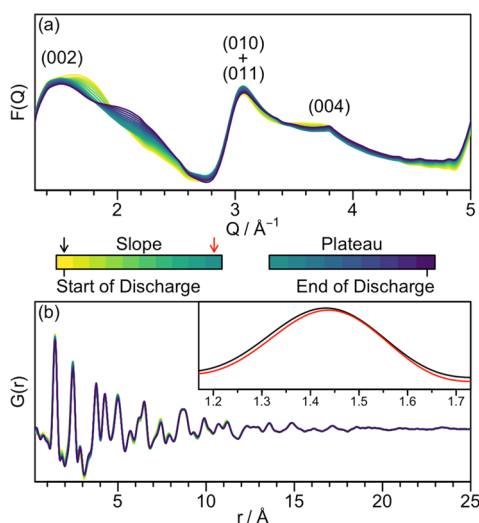 (a)
(002)
(010)
+
(011)
(004)
F(Q)
2
3
4
5
Q / Å⁻¹
Slope
Plateau
Start of Discharge
End of Discharge
(b)
G(r)
1.2
1.3
1.4
1.5
1.6
1.7
5
10
15
20
25
r / Å